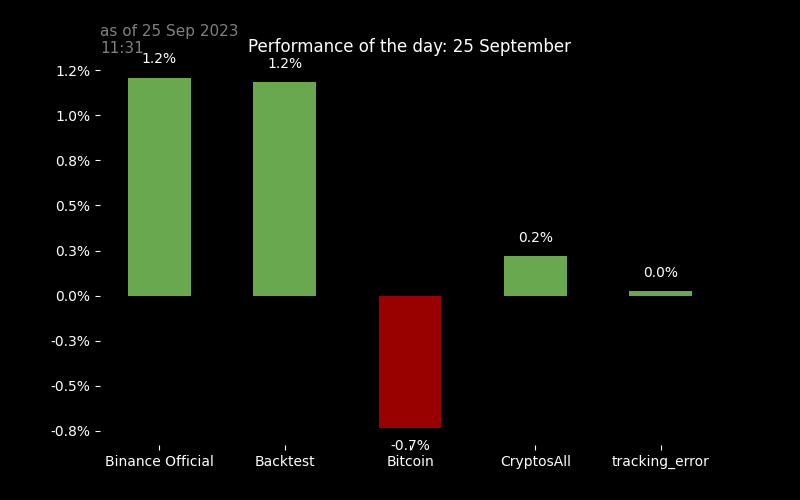 as of 25 Sep 2023
11:31
Performance of the day: 25 September
1.2%
1.0%
0.8%
0.5%
0.3%
0.0%
-0.3%
-0.5%
-0.8%
1.2%
1.2%
-0.7%
0.2%
0.0%
Binance Official
Backtest
Bitcoin
CryptosAll
tracking_error